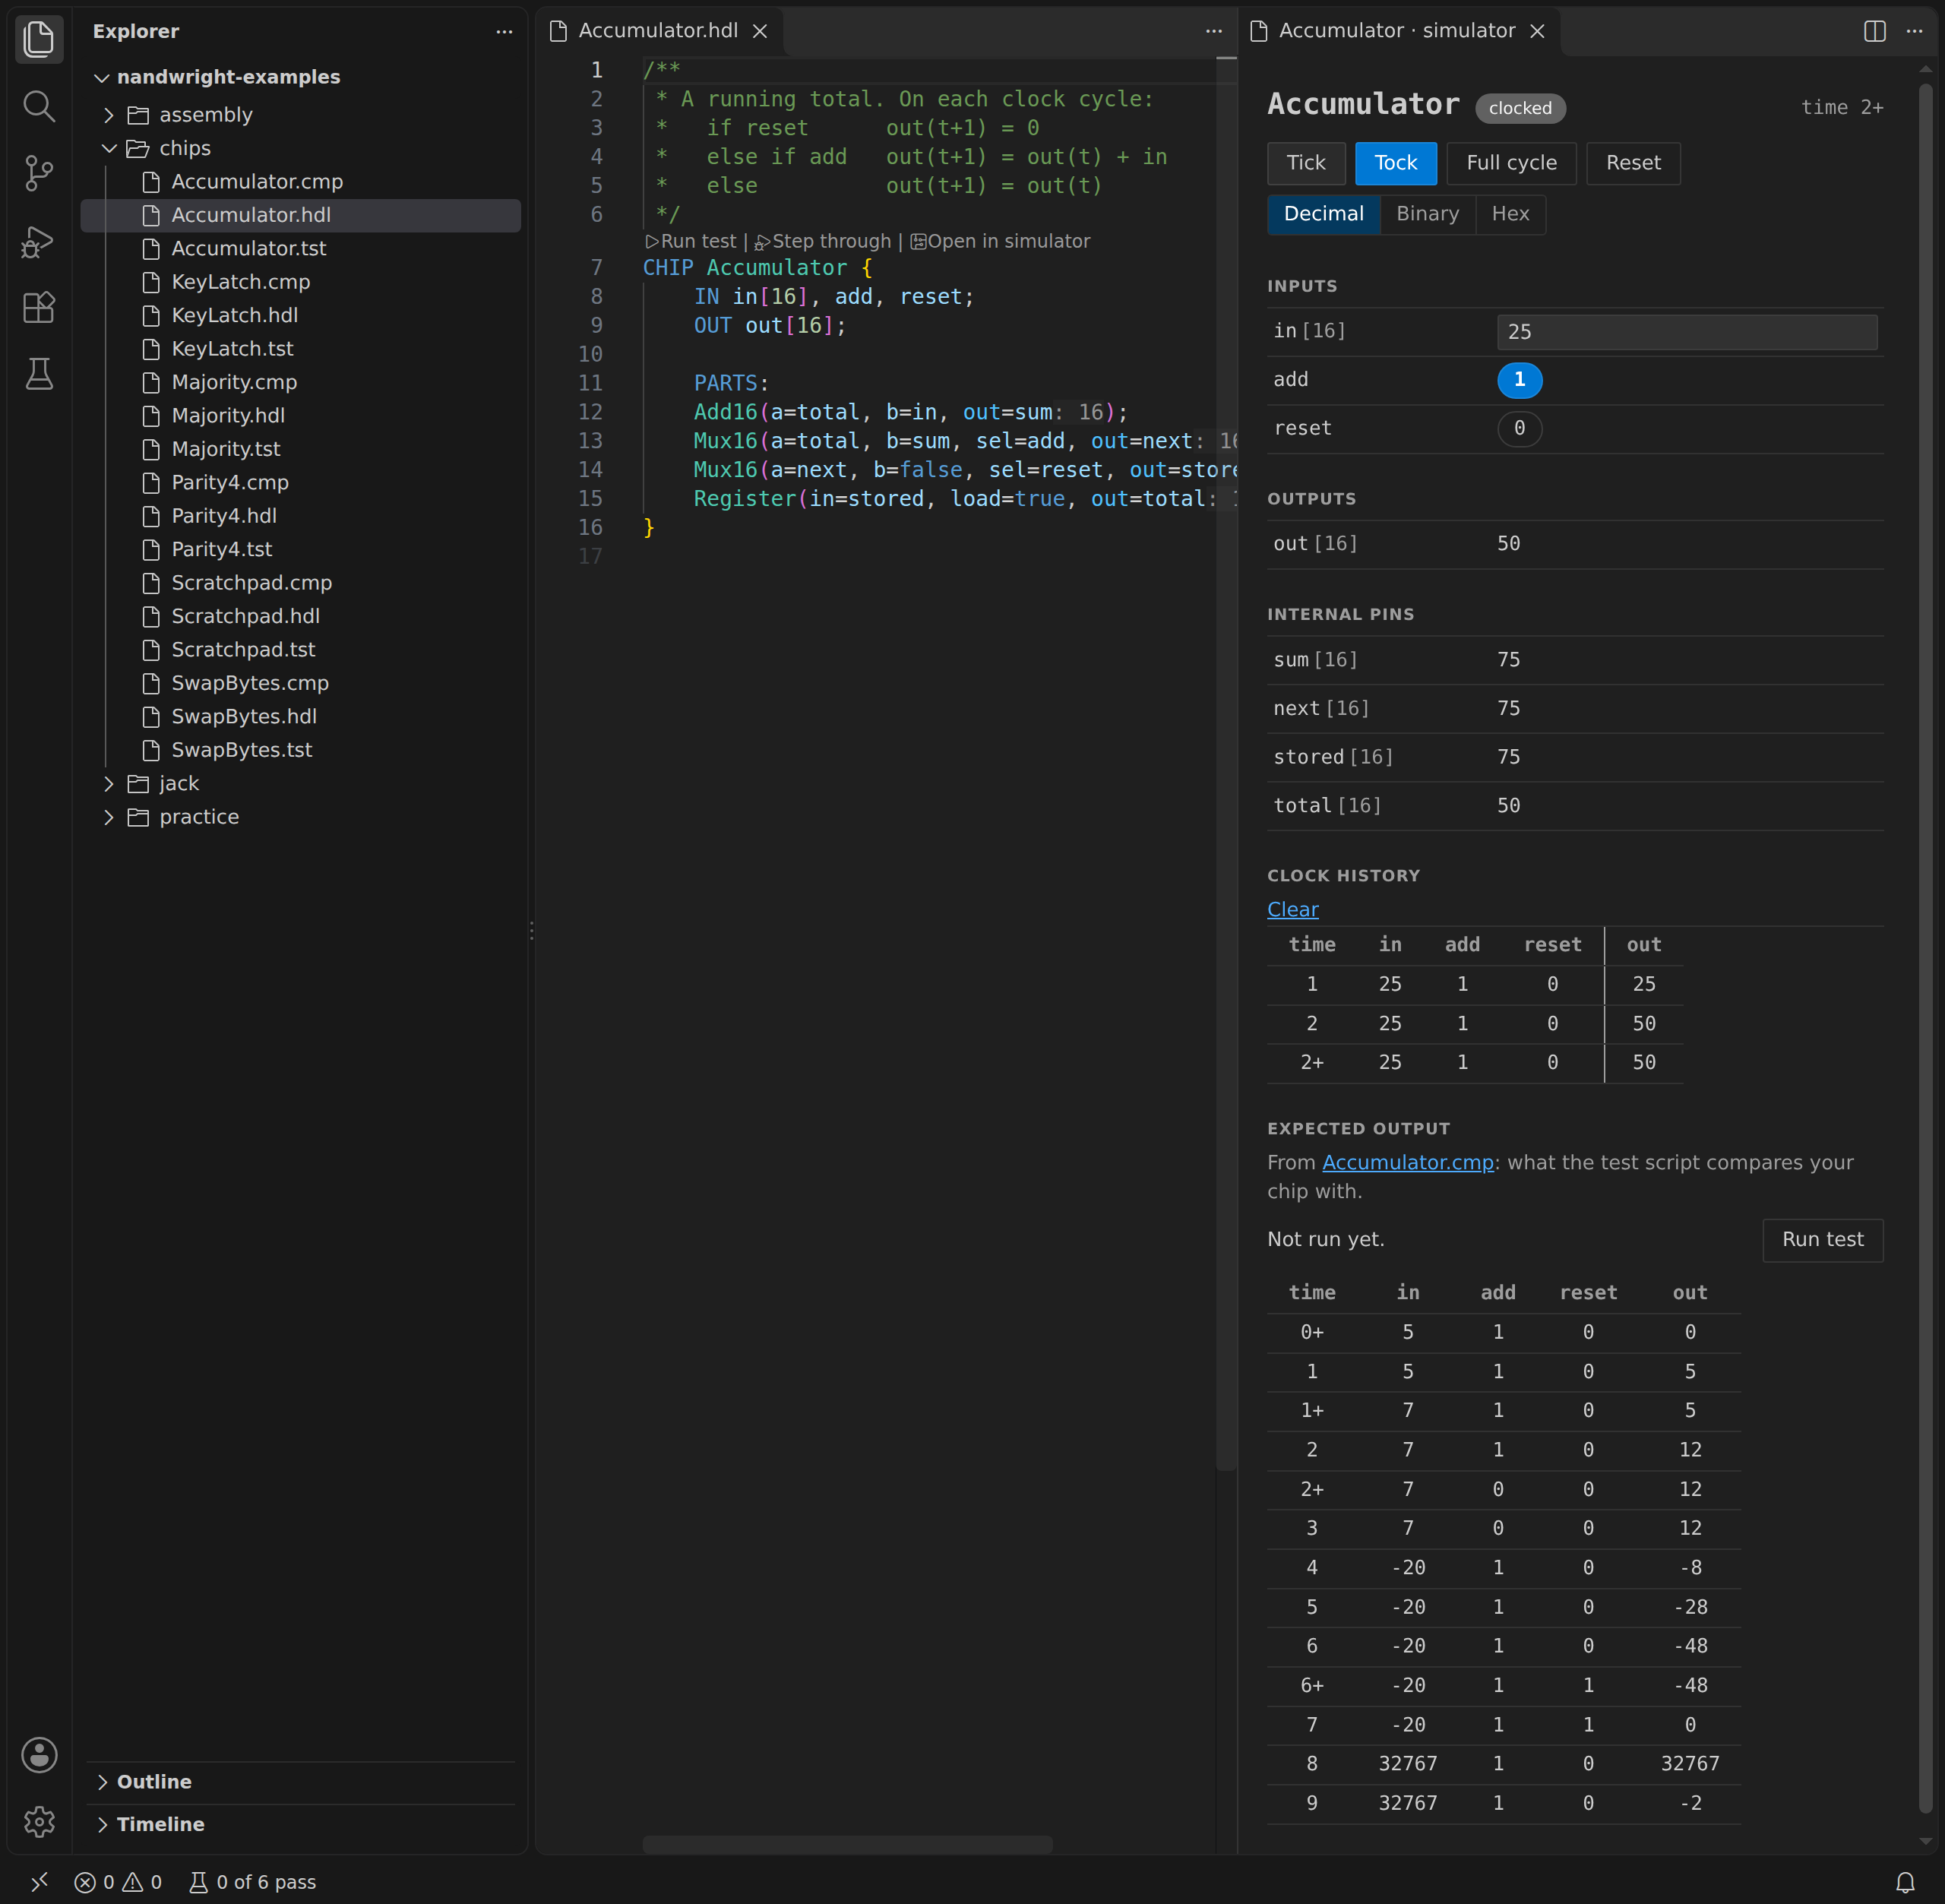 Explorer
nandwright-examples
assembly
chips
Accumulator.cmp
Accumulator.hdl
Accumulator.tst
KeyLatch.cmp
KeyLatch.hdl
KeyLatch.tst
Majority.cmp
Majority.hdl
Majority.tst
Parity4.cmp
Parity4.hdl
Parity4.tst
Scratchpad.cmp
Scratchpad.hdl
Scratchpad.tst
SwapBytes.cmp
SwapBytes.hdl
SwapBytes.tst
jack
practice
Outline
Timeline
Accumulator.hdl
1 /**
2 * A running total. On each clock cycle:
3 * if reset out(t+1) = 0
4 * else if add out(t+1) = out(t) + in
5 * else out(t+1) = out(t)
6 */
Run test | Step through | Open in simulator
7 CHIP Accumulator {
8 IN in[16], add, reset;
9 OUT out[16];
10
11 PARTS:
12 Add16(a=total, b=in, out=sum: 16);
13 Mux16(a=total, b=sum, sel=add, out=next: 16
14 Mux16(a=next, b=false, sel=reset, out=store
15 Register(in=stored, load=true, out=total: 1
16 }
17
Accumulator · simulator
Accumulator clocked time 2+
Tick Tock Full cycle Reset
Decimal Binary Hex
INPUTS
in[16] 25
add 1
reset 0
OUTPUTS
out[16] 50
INTERNAL PINS
sum[16] 75
next[16] 75
stored[16] 75
total[16] 50
CLOCK HISTORY
Clear
time in add reset out
1 25 1 0 25
2 25 1 0 50
2+ 25 1 0 50
EXPECTED OUTPUT
From Accumulator.cmp: what the test script compares your
chip with.
Not run yet. Run test
time in add reset out
0+ 5 1 0 0
1 5 1 0 5
1+ 7 1 0 5
2 7 1 0 12
2+ 7 0 0 12
3 7 0 0 12
4 -20 1 0 -8
5 -20 1 0 -28
6 -20 1 0 -48
6+ -20 1 1 -48
7 -20 1 1 0
8 32767 1 0 32767
9 32767 1 0 -2
0 0 0 of 6 pass